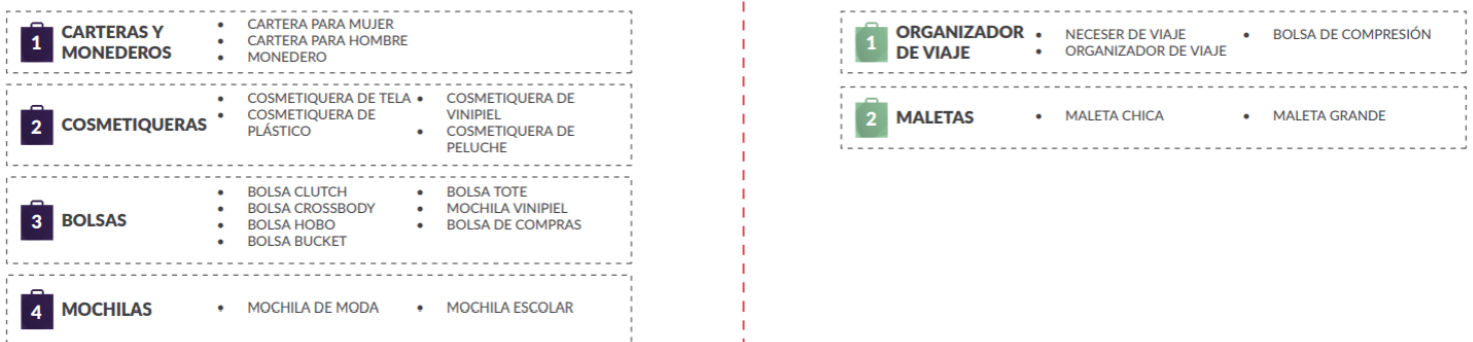 1
CARTERAS Y
MONEDEROS
• CARTERA PARA MUJER
• CARTERA PARA HOMBRE
• MONEDERO
2
COSMETIQUERAS
• COSMETIQUERA DE TELA
• COSMETIQUERA DE
PLÁSTICO
• COSMETIQUERA DE
VINIPIEL
• COSMETIQUERA DE
PELUCHE
3
BOLSAS
• BOLSA CLUTCH
• BOLSA CROSSBODY
• BOLSA HOBO
• BOLSA BUCKET
• BOLSA TOTE
• MOCHILA VINIPIEL
• BOLSA DE COMPRAS
4
MOCHILAS
• MOCHILA DE MODA
• MOCHILA ESCOLAR
1
ORGANIZADOR
DE VIAJE
• NECESER DE VIAJE
• ORGANIZADOR DE VIAJE
• BOLSA DE COMPRESIÓN
2
MALETAS
• MALETA CHICA
• MALETA GRANDE